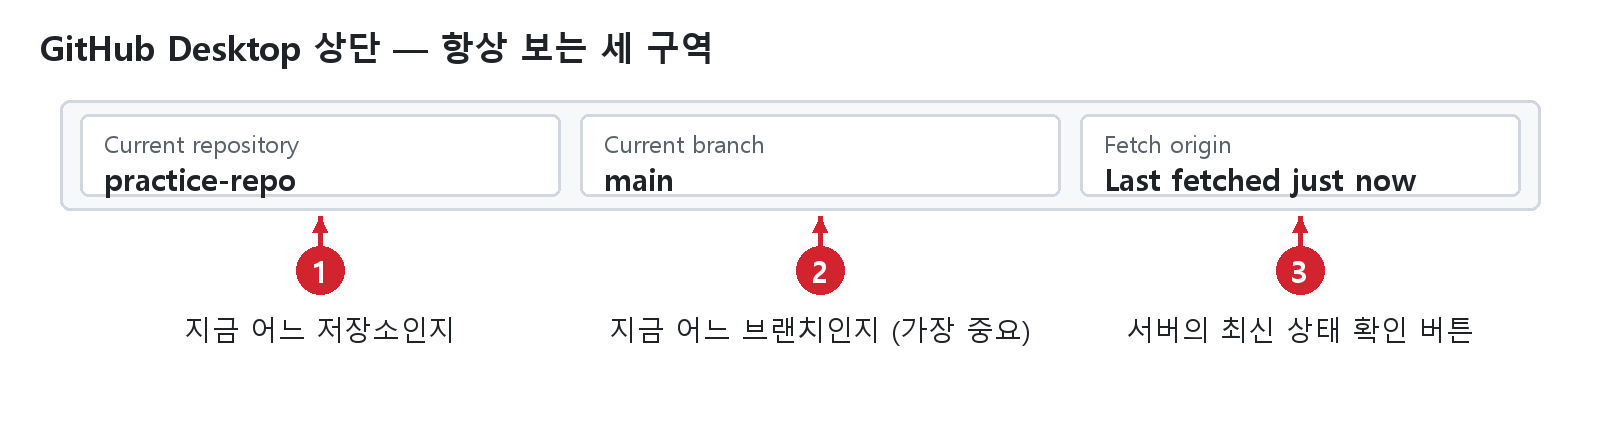 GitHub Desktop 상단 — 항상 보는 세 구역
Current repository
practice-repo
Current branch
main
Fetch origin
Last fetched just now
1
2
3
지금 어느 저장소인지
지금 어느 브랜치인지 (가장 중요)
서버의 최신 상태 확인 버튼